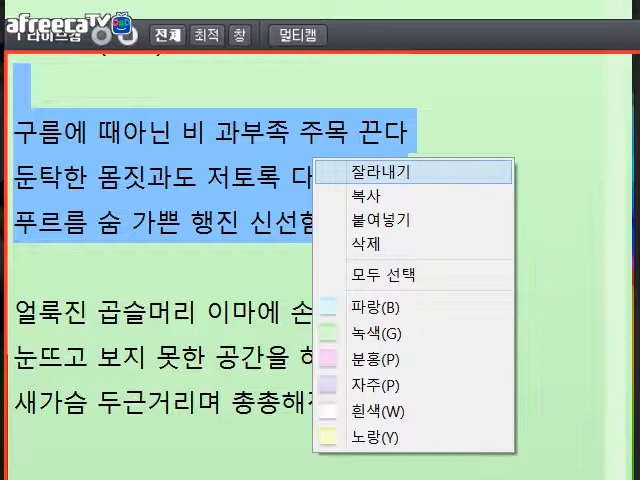 afreecaTV
라이브캠
전체 최적 창 멀티캠
구름에 때아닌 비 과부족 주목 끈다
둔탁한 몸짓과도 저토록 다
푸르름 숨 가쁜 행진 신선함
얼룩진 곱슬머리 이마에 손
눈뜨고 보지 못한 공간을 허
새가슴 두근거리며 총총해
잘라내기
복사
붙여넣기
삭제
모두 선택
파랑(B)
녹색(G)
분홍(P)
자주(P)
흰색(W)
노랑(Y)